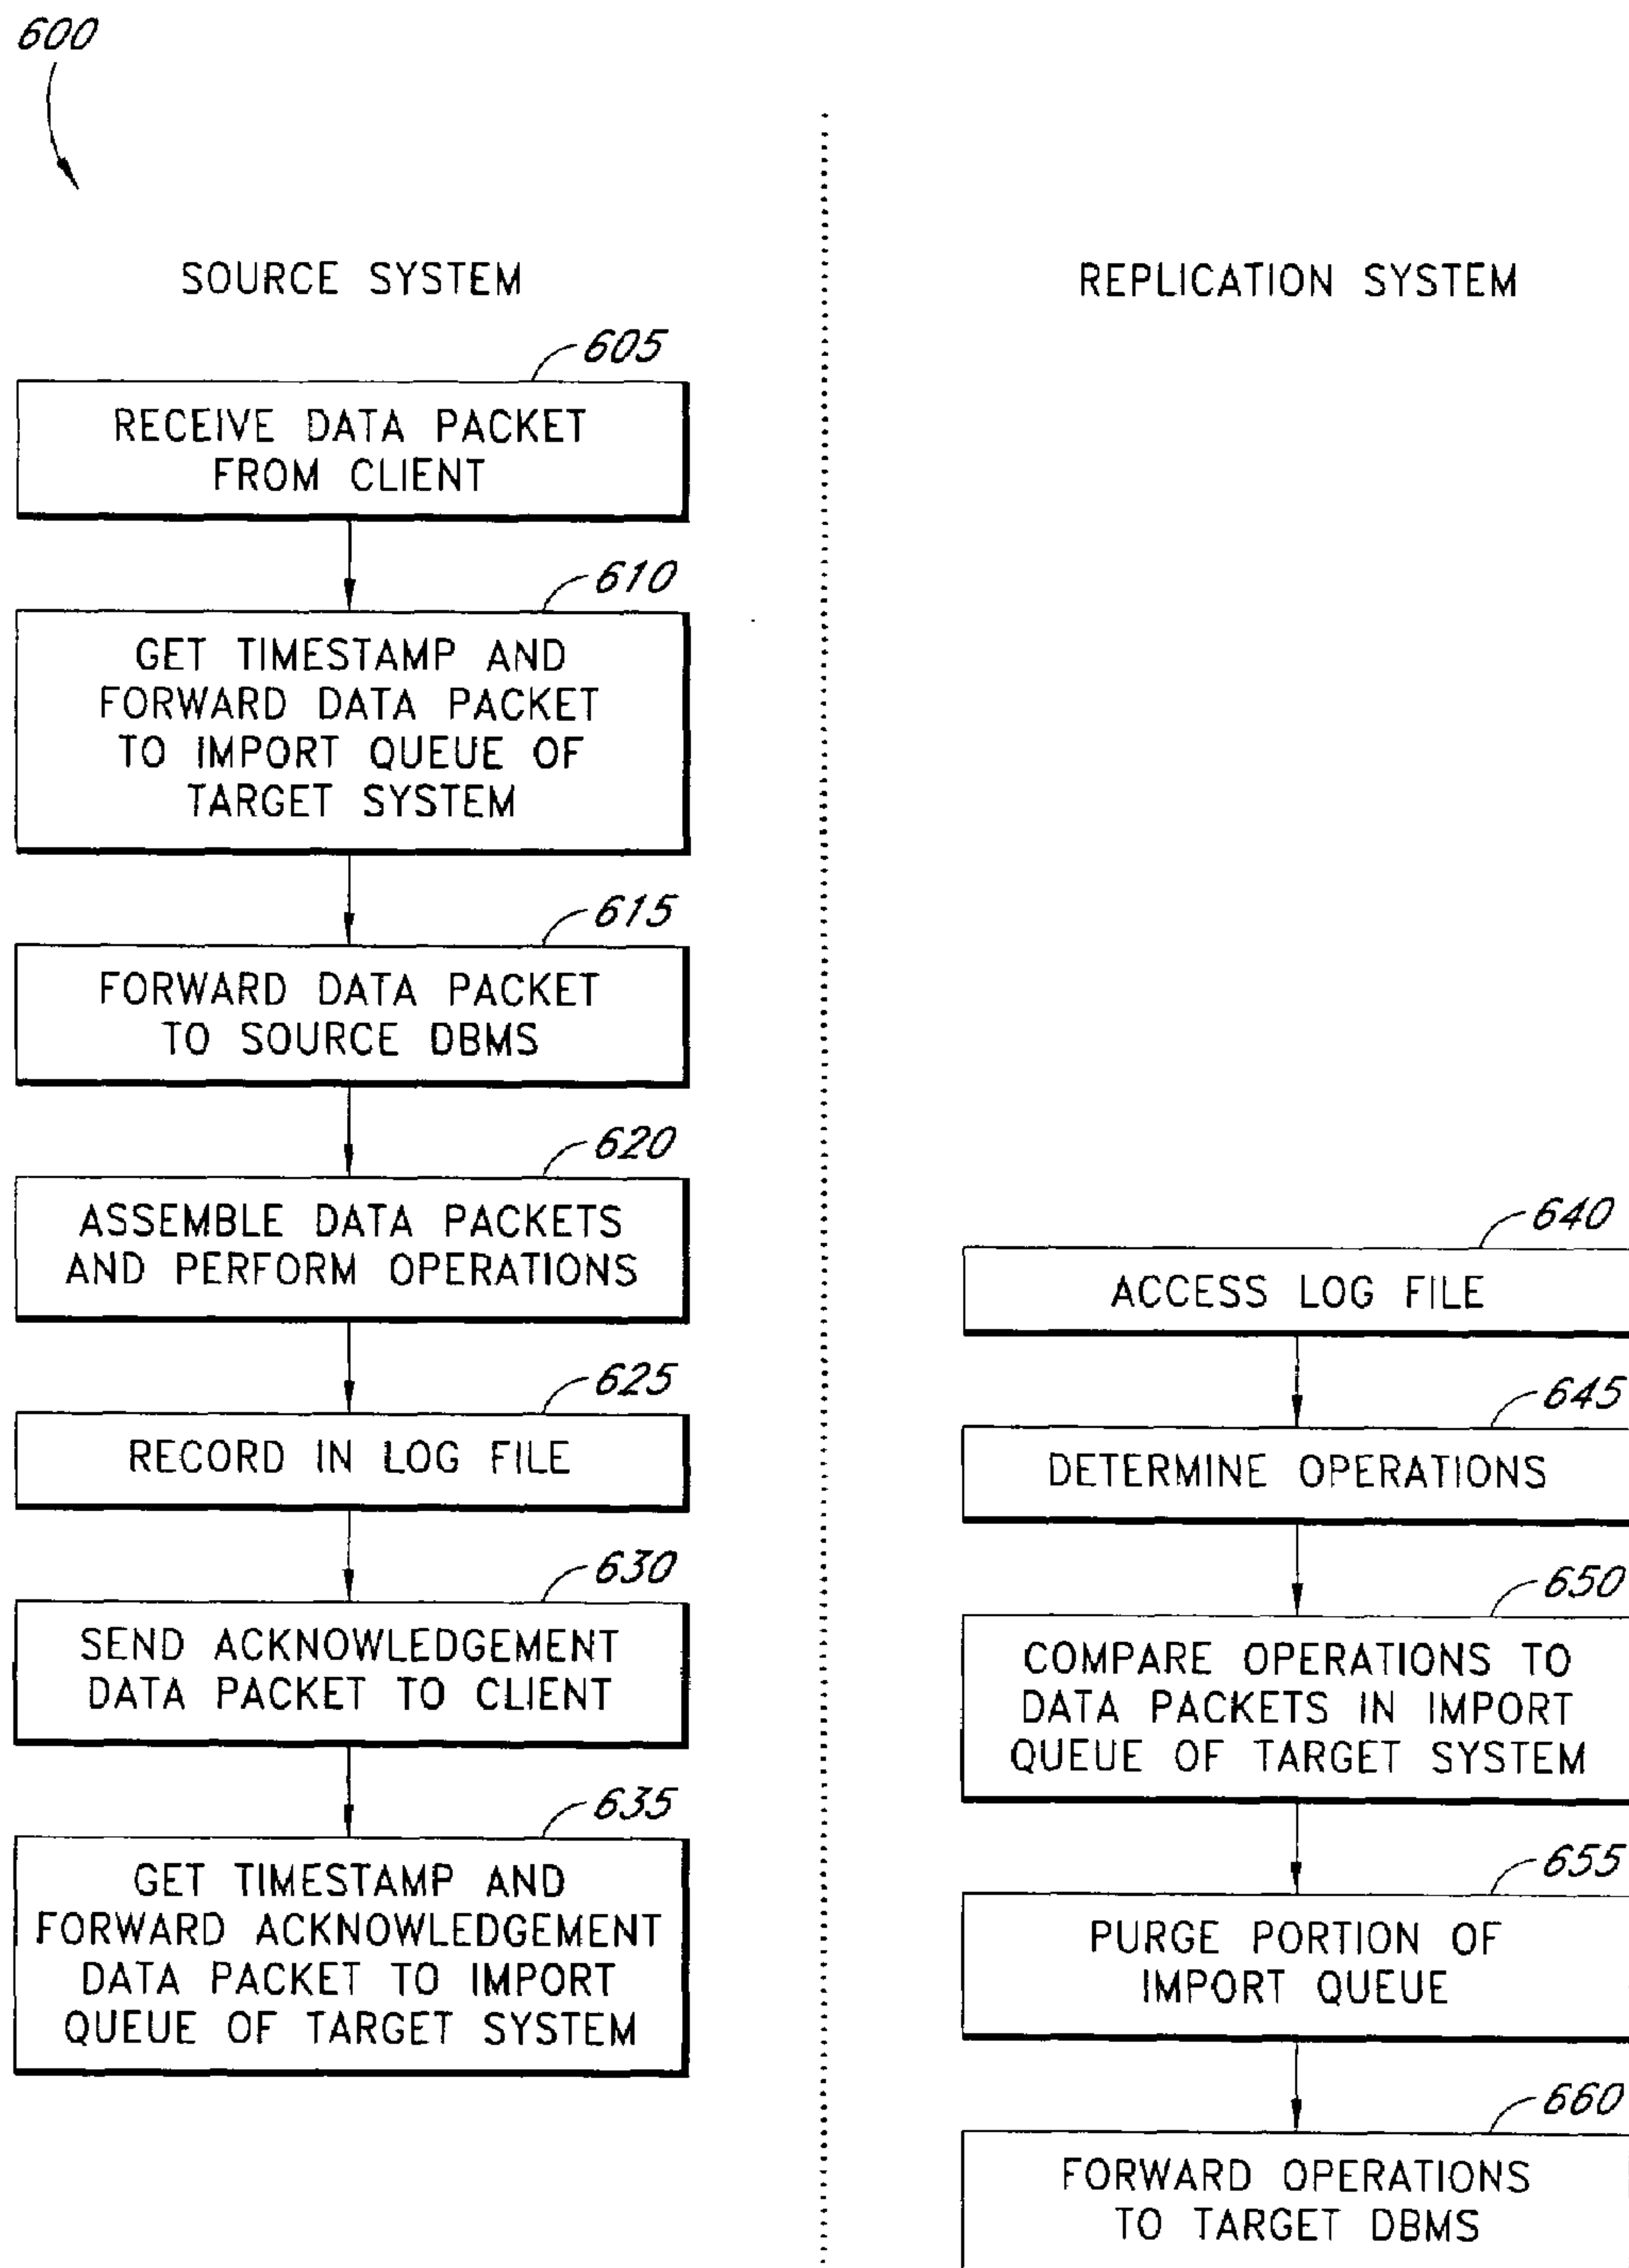 600
SOURCE SYSTEM
605
RECEIVE DATA PACKET
FROM CLIENT
610
GET TIMESTAMP AND
FORWARD DATA PACKET
TO IMPORT QUEUE OF
TARGET SYSTEM
615
FORWARD DATA PACKET
TO SOURCE DBMS
620
ASSEMBLE DATA PACKETS
AND PERFORM OPERATIONS
625
RECORD IN LOG FILE
630
SEND ACKNOWLEDGEMENT
DATA PACKET TO CLIENT
635
GET TIMESTAMP AND
FORWARD ACKNOWLEDGEMENT
DATA PACKET TO IMPORT
QUEUE OF TARGET SYSTEM
REPLICATION SYSTEM
640
ACCESS LOG FILE
645
DETERMINE OPERATIONS
650
COMPARE OPERATIONS TO
DATA PACKETS IN IMPORT
QUEUE OF TARGET SYSTEM
655
PURGE PORTION OF
IMPORT QUEUE
660
FORWARD OPERATIONS
TO TARGET DBMS